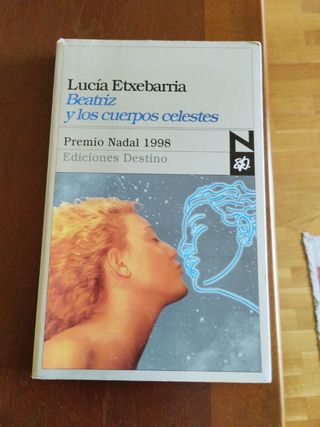 Lucía Etxebarria
Beatriz
y los cuerpos celestes
Premio Nadal 1998
Ediciones Destino
N